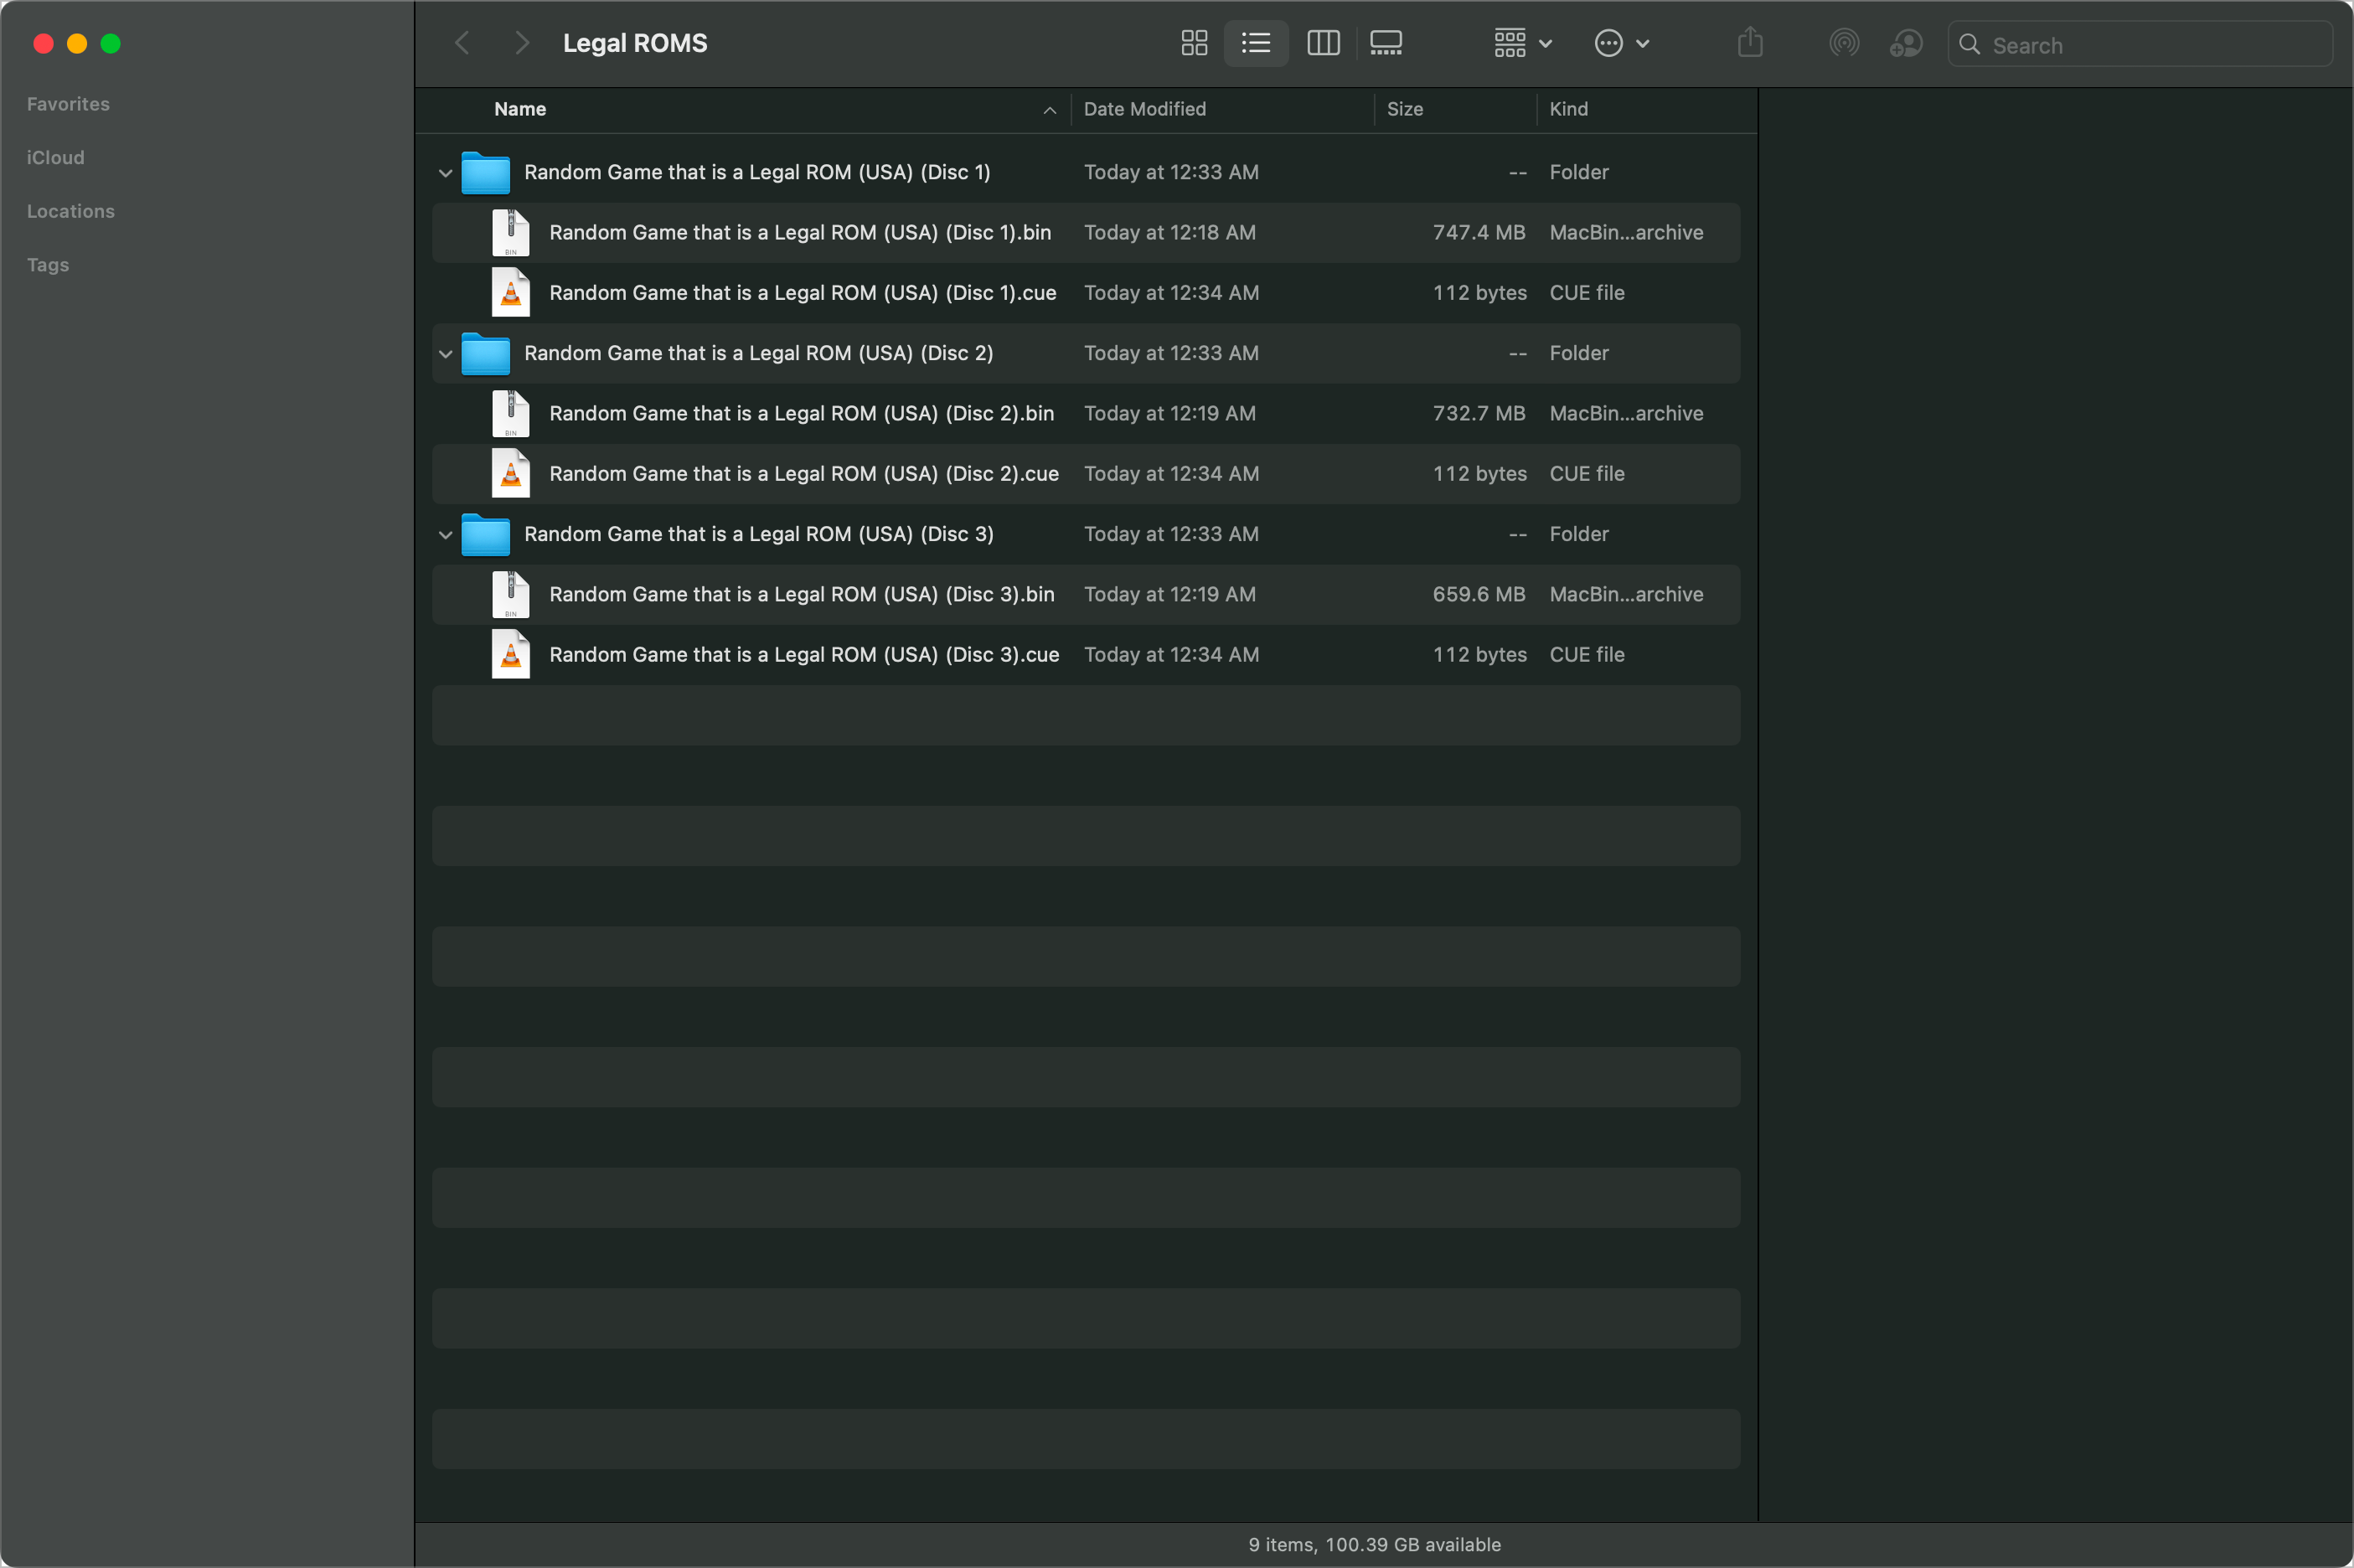 Legal ROMS
Search
Favorites
iCloud
Locations
Tags
Name Date Modified Size Kind
Random Game that is a Legal ROM (USA) (Disc 1) Today at 12:33 AM -- Folder
BIN Random Game that is a Legal ROM (USA) (Disc 1).bin Today at 12:18 AM 747.4 MB MacBin...archive
Random Game that is a Legal ROM (USA) (Disc 1).cue Today at 12:34 AM 112 bytes CUE file
Random Game that is a Legal ROM (USA) (Disc 2) Today at 12:33 AM -- Folder
BIN Random Game that is a Legal ROM (USA) (Disc 2).bin Today at 12:19 AM 732.7 MB MacBin...archive
Random Game that is a Legal ROM (USA) (Disc 2).cue Today at 12:34 AM 112 bytes CUE file
Random Game that is a Legal ROM (USA) (Disc 3) Today at 12:33 AM -- Folder
BIN Random Game that is a Legal ROM (USA) (Disc 3).bin Today at 12:19 AM 659.6 MB MacBin...archive
Random Game that is a Legal ROM (USA) (Disc 3).cue Today at 12:34 AM 112 bytes CUE file
9 items, 100.39 GB available